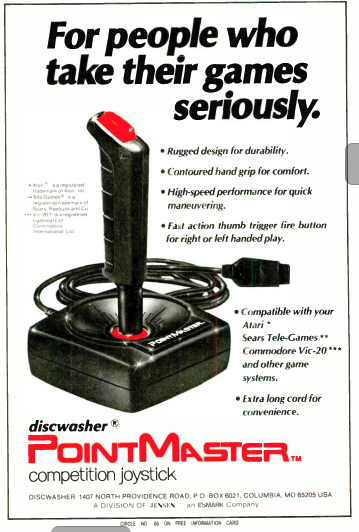 For people who
take their games
seriously.
• Rugged design for durability.
• Contoured hand grip for comfort.
• High-speed performance for quick
maneuvering.
• Fast action thumb trigger fire button
for right or left handed play.
* Atari® is a registered
trademark of Atari Inc
** Tele-Games® is a
registered trademark of
Sears Roebuck and Co
*** Vic-20® is a registered
trademark of
Commodore
International Ltd
POINTMASTER
• Compatible with your
Atari *
Sears Tele-Games **
Commodore Vic-20 ***
and other game
systems.
• Extra long cord for
convenience.
discwasher ®
POINTMASTER TM
competition joystick
DISCWASHER 1407 NORTH PROVIDENCE ROAD, P O BOX 6021, COLUMBIA, MO 65205 USA
A DIVISION OF JENSEN an ESMARK Company
CIRCLE NO 55 ON FREE INFORMATION CARD